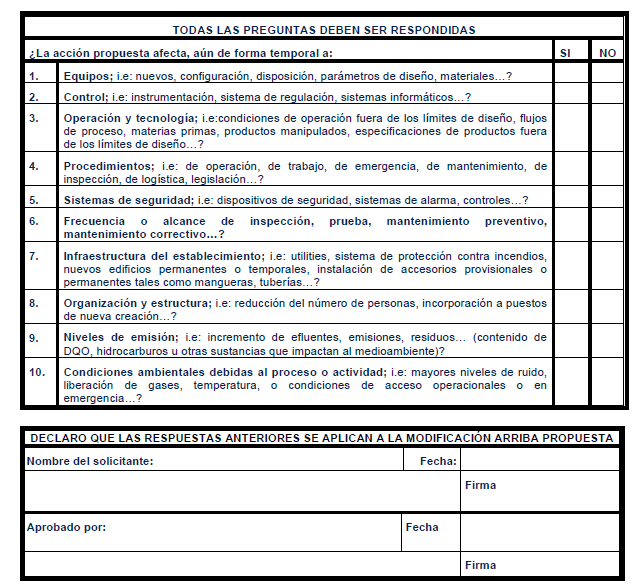 TODAS LAS PREGUNTAS DEBEN SER RESPONDIDAS
¿La acción propuesta afecta, aún de forma temporal a: SI NO
1. Equipos; i.e: nuevos, configuración, disposición, parámetros de diseño, materiales…?
2. Control; i.e: instrumentación, sistema de regulación, sistemas informáticos…?
3. Operación y tecnología; i.e:condiciones de operación fuera de los límites de diseño, flujos
de proceso, materias primas, productos manipulados, especificaciones de productos fuera
de los límites de diseño…?
4. Procedimientos; i.e: de operación, de trabajo, de emergencia, de mantenimiento, de
inspección, de logística, legislación…?
5. Sistemas de seguridad; i.e: dispositivos de seguridad, sistemas de alarma, controles…?
6. Frecuencia o alcance de inspección, prueba, mantenimiento preventivo,
mantenimiento correctivo…?
7. Infraestructura del establecimiento; i.e: utilities, sistema de protección contra incendios,
nuevos edificios permanentes o temporales, instalación de accesorios provisionales o
permanentes tales como mangueras, tuberías…?
8. Organización y estructura; i.e: reducción del número de personas, incorporación a puestos
de nueva creación…?
9. Niveles de emisión; i.e: incremento de efluentes, emisiones, residuos… (contenido de
DQO, hidrocarburos u otras sustancias que impactan al medioambiente)?
10. Condiciones ambientales debidas al proceso o actividad; i.e: mayores niveles de ruido,
liberación de gases, temperatura, o condiciones de acceso operacionales o en
emergencia…?
DECLARO QUE LAS RESPUESTAS ANTERIORES SE APLICAN A LA MODIFICACIÓN ARRIBA PROPUESTA
Nombre del solicitante: Fecha:
Firma
Aprobado por: Fecha
Firma